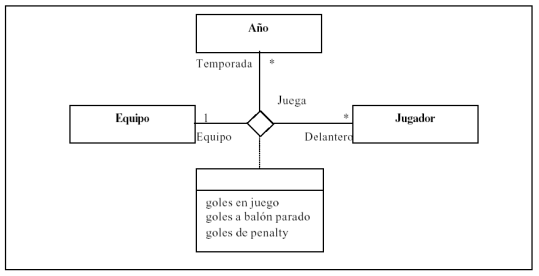 Año
Temporada *
Juega
Equipo 1 * Jugador
Equipo Delantero
goles en juego
goles a balón parado
goles de penalty